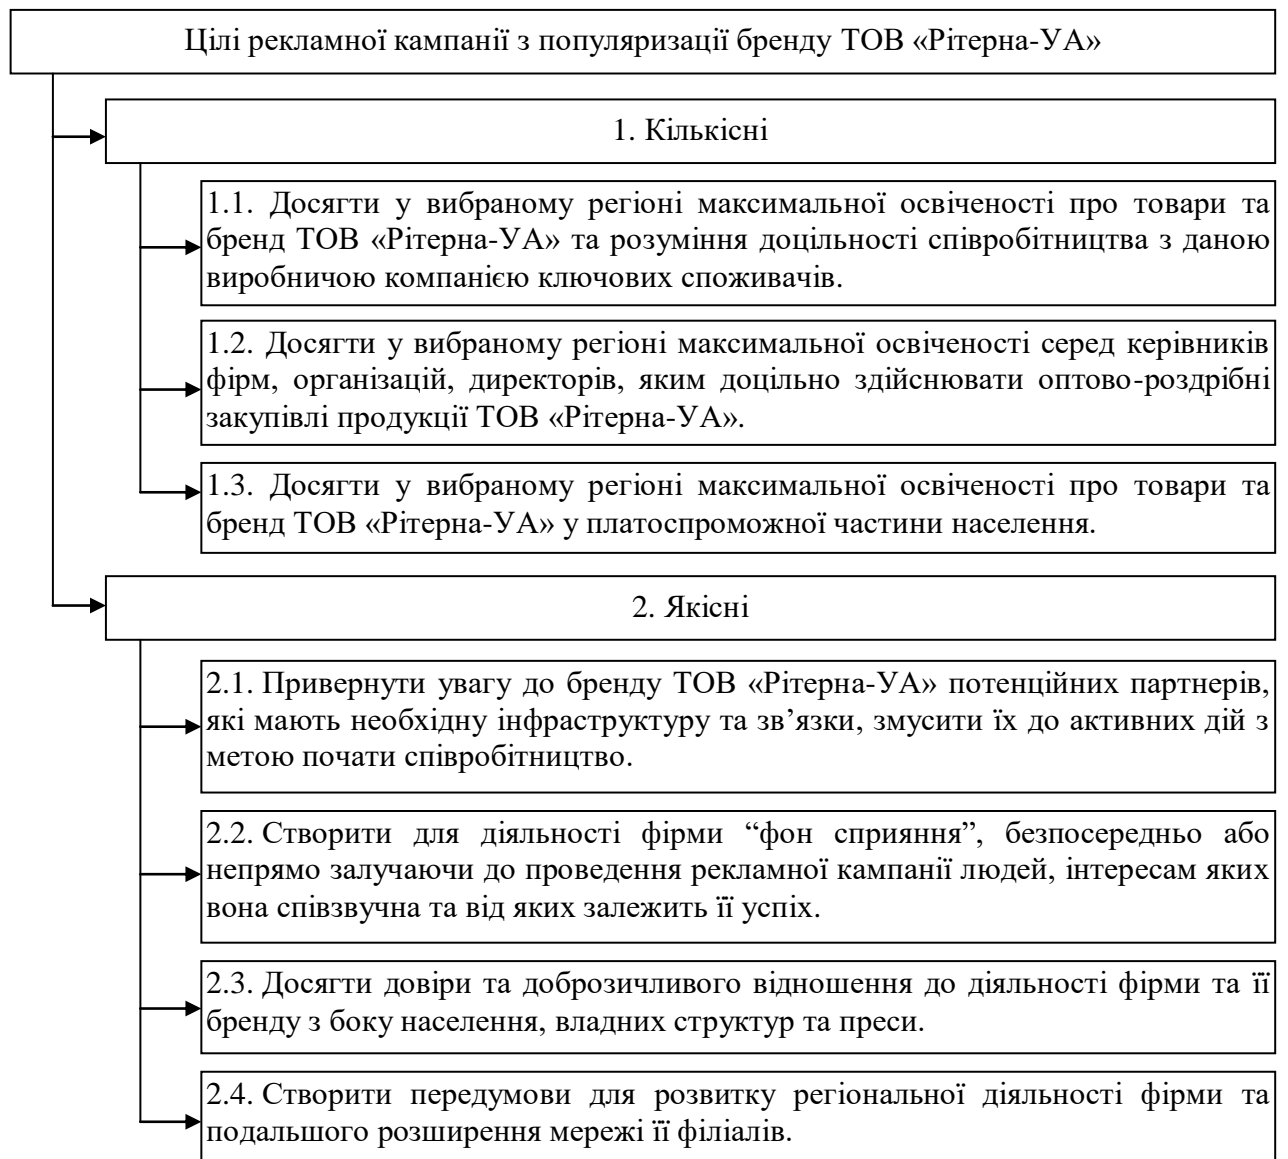 Цілі рекламної кампанії з популяризації бренду ТОВ «Рітерна-УА»
1. Кількісні
1.1. Досягти у вибраному регіоні максимальної освіченості про товари та
бренд ТОВ «Рітерна-УА» та розуміння доцільності співробітництва з даною
виробничою компанією ключових споживачів.
1.2. Досягти у вибраному регіоні максимальної освіченості серед керівників
фірм, організацій, директорів, яким доцільно здійснювати оптово-роздрібні
закупівлі продукції ТОВ «Рітерна-УА».
1.3. Досягти у вибраному регіоні максимальної освіченості про товари та
бренд ТОВ «Рітерна-УА» у платоспроможної частини населення.
2. Якісні
2.1. Привернути увагу до бренду ТОВ «Рітерна-УА» потенційних партнерів,
які мають необхідну інфраструктуру та зв’язки, змусити їх до активних дій з
метою почати співробітництво.
2.2. Створити для діяльності фірми “фон сприяння”, безпосередньо або
непрямо залучаючи до проведення рекламної кампанії людей, інтересам яких
вона співзвучна та від яких залежить її успіх.
2.3. Досягти довіри та доброзичливого відношення до діяльності фірми та її
бренду з боку населення, владних структур та преси.
2.4. Створити передумови для розвитку регіональної діяльності фірми та
подальшого розширення мережі її філіалів.